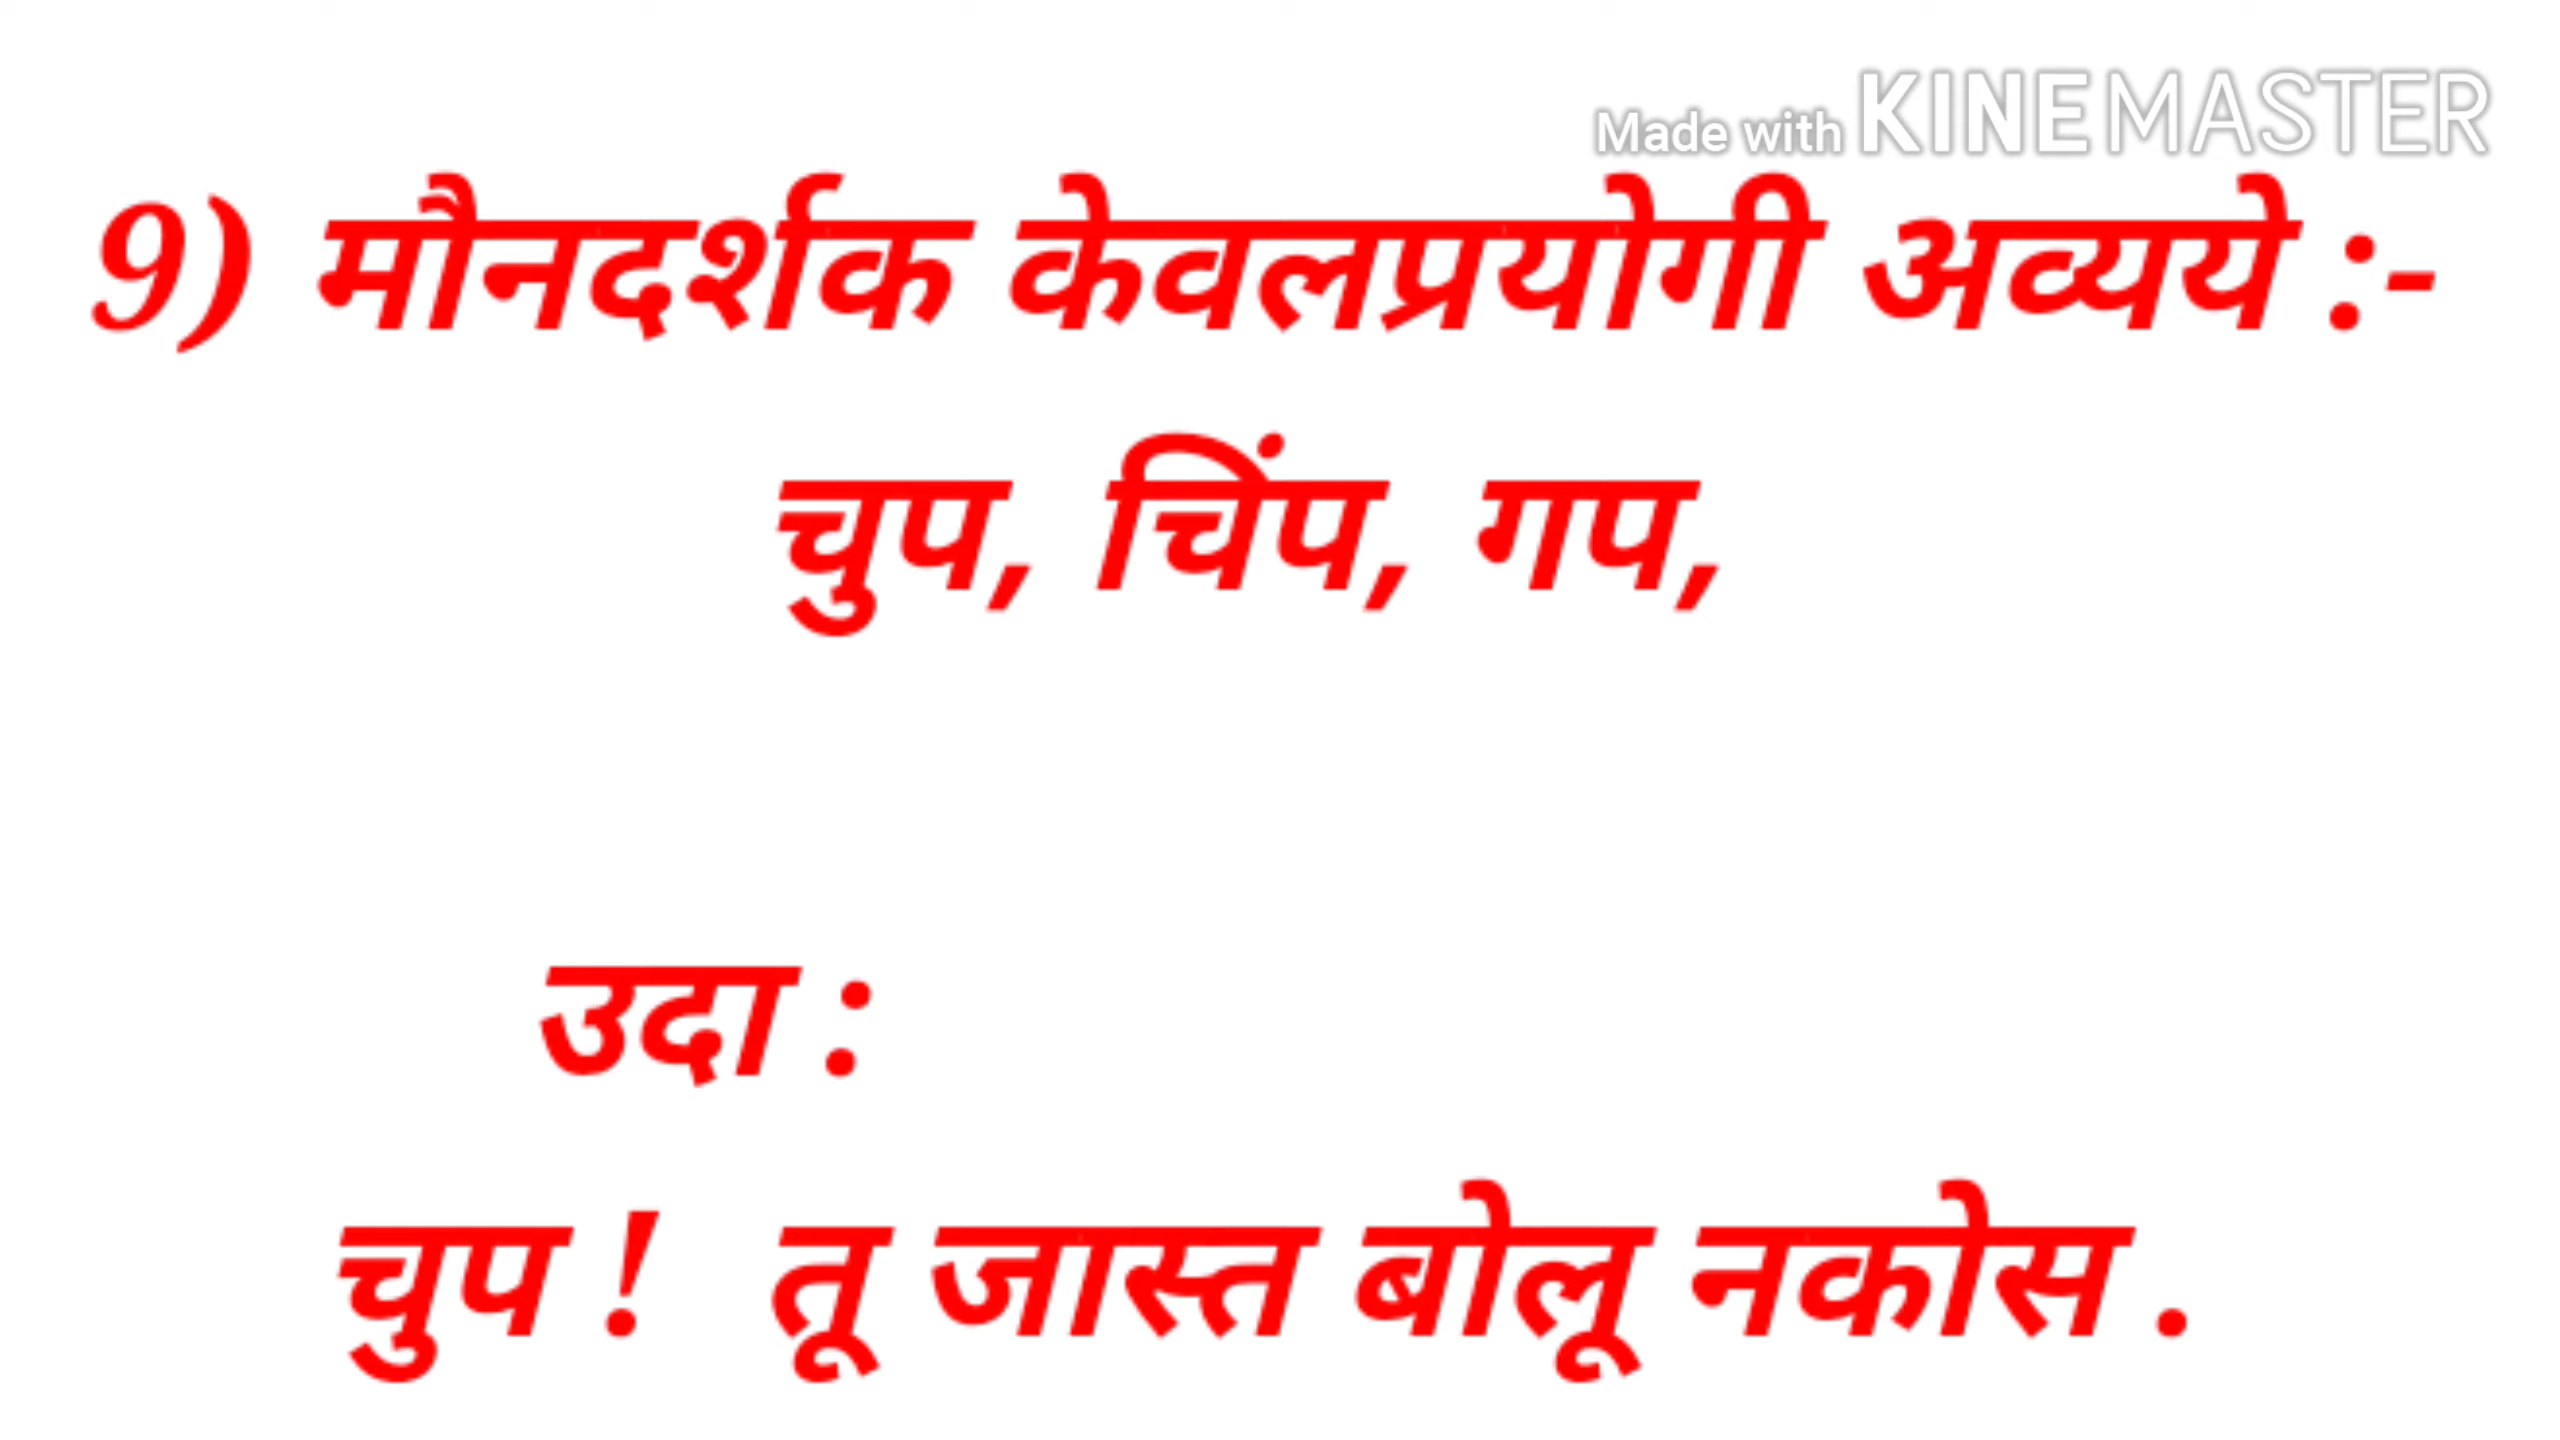 Made with KINEMASTER
9) मौनदर्शक केवलप्रयोगी अव्यये :-
चुप, चिंप, गप,
उदा :
चुप ! तू जास्त बोलू नकोस .